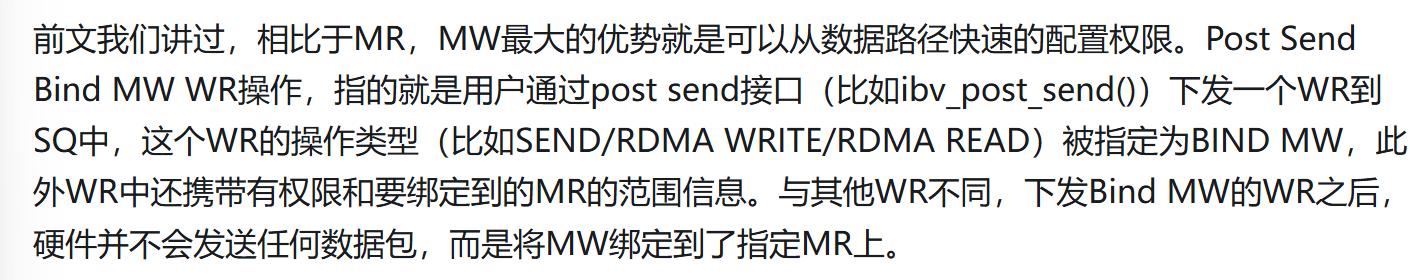 前文我们讲过，相比于MR，MW最大的优势就是可以从数据路径快速的配置权限。Post Send
Bind MW WR操作，指的就是用户通过post send接口（比如ibv_post_send()）下发一个WR到
SQ中，这个WR的操作类型（比如SEND/RDMA WRITE/RDMA READ）被指定为BIND MW，此
外WR中还携带有权限和要绑定到的MR的范围信息。与其他WR不同，下发Bind MW的WR之后，
硬件并不会发送任何数据包，而是将MW绑定到了指定MR上。